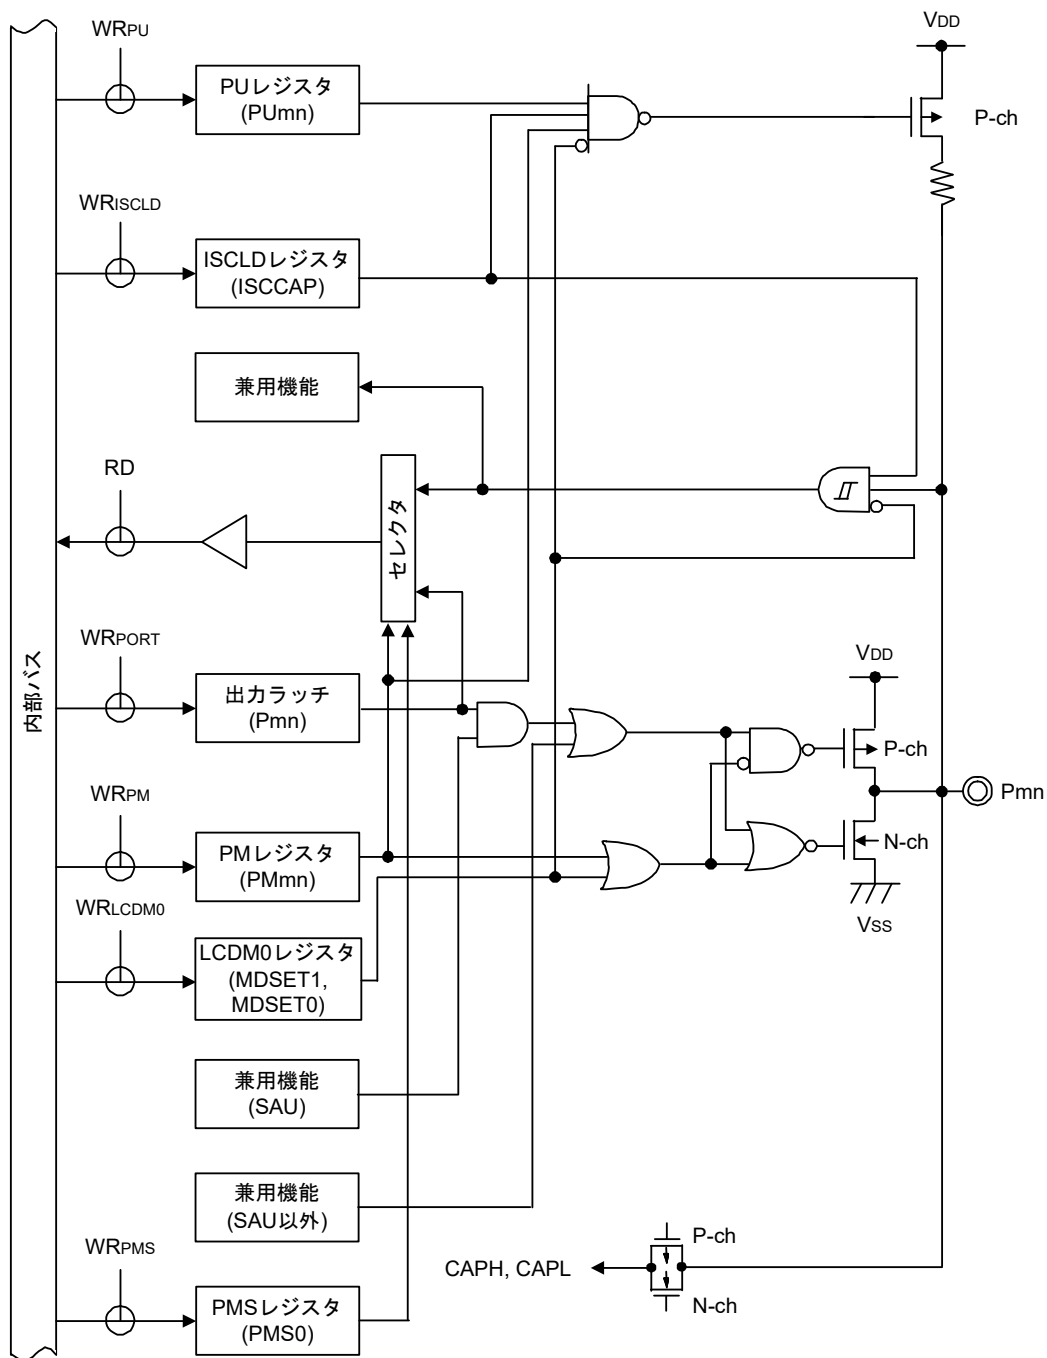 WRPU
VDD
PUレジスタ
(PUmn)
P-ch
WRISCLD
ISCLDレジスタ
(ISCCAP)
兼用機能
RD
セレクタ
WRPORT
VDD
内部バス
出力ラッチ
(Pmn)
P-ch
WRPM
Pmn
PMレジスタ
(PMmn)
N-ch
WRLCDM0
VSS
LCDM0レジスタ
(MDSET1,
MDSET0)
兼用機能
(SAU)
兼用機能
(SAU以外)
P-ch
WRPMS
CAPH, CAPL
N-ch
PMSレジスタ
(PMS0)